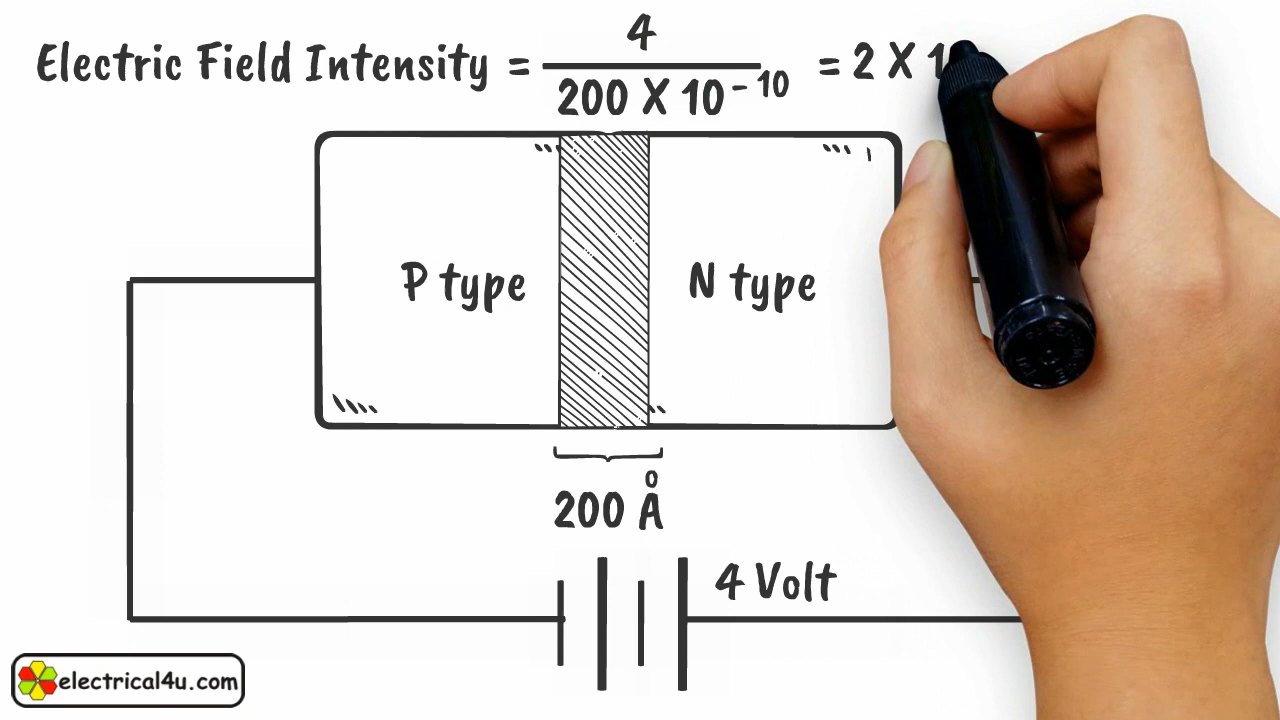 Electric Field Intensity = 4 / 200 X 10^-10 = 2 X 1
P type
N type
200 Å
4 Volt
electrical4u.com